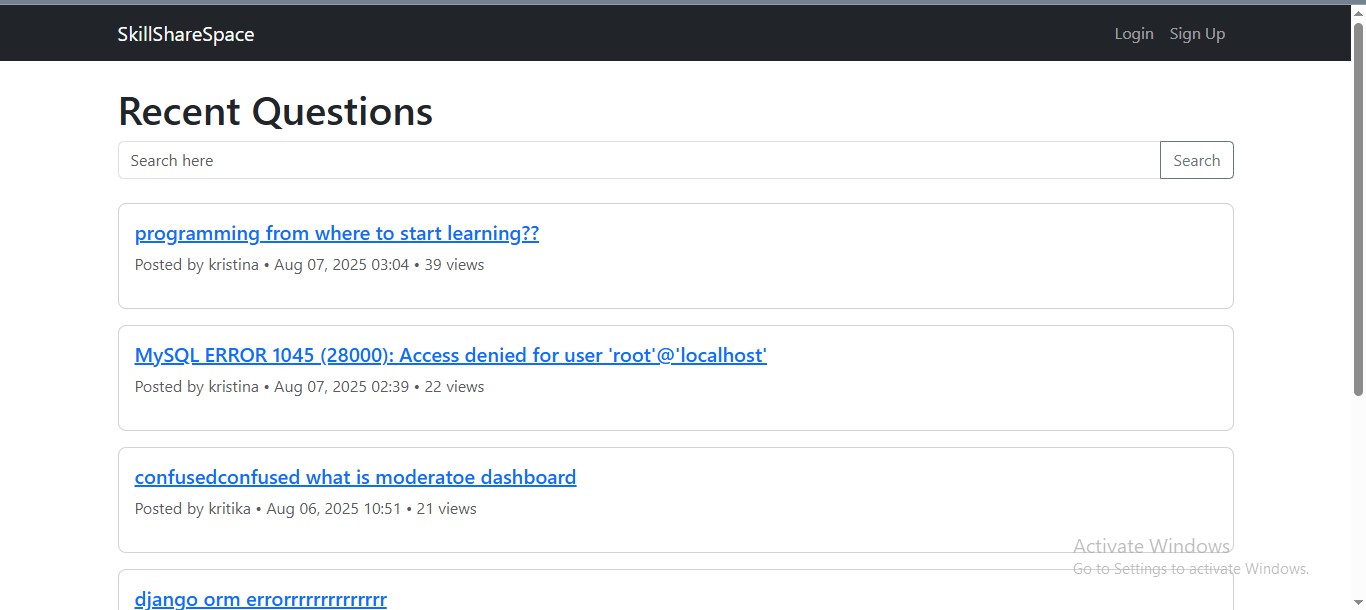 SkillShareSpace
Login Sign Up
Recent Questions
Search here
Search
programming from where to start learning??
Posted by kristina • Aug 07, 2025 03:04 • 39 views
MySQL ERROR 1045 (28000): Access denied for user 'root'@'localhost'
Posted by kristina • Aug 07, 2025 02:39 • 22 views
confusedconfused what is moderatoe dashboard
Posted by kritika • Aug 06, 2025 10:51 • 21 views
Activate Windows
Go to Settings to activate Windows.
django orm errorrrrrrrrrrrrrr